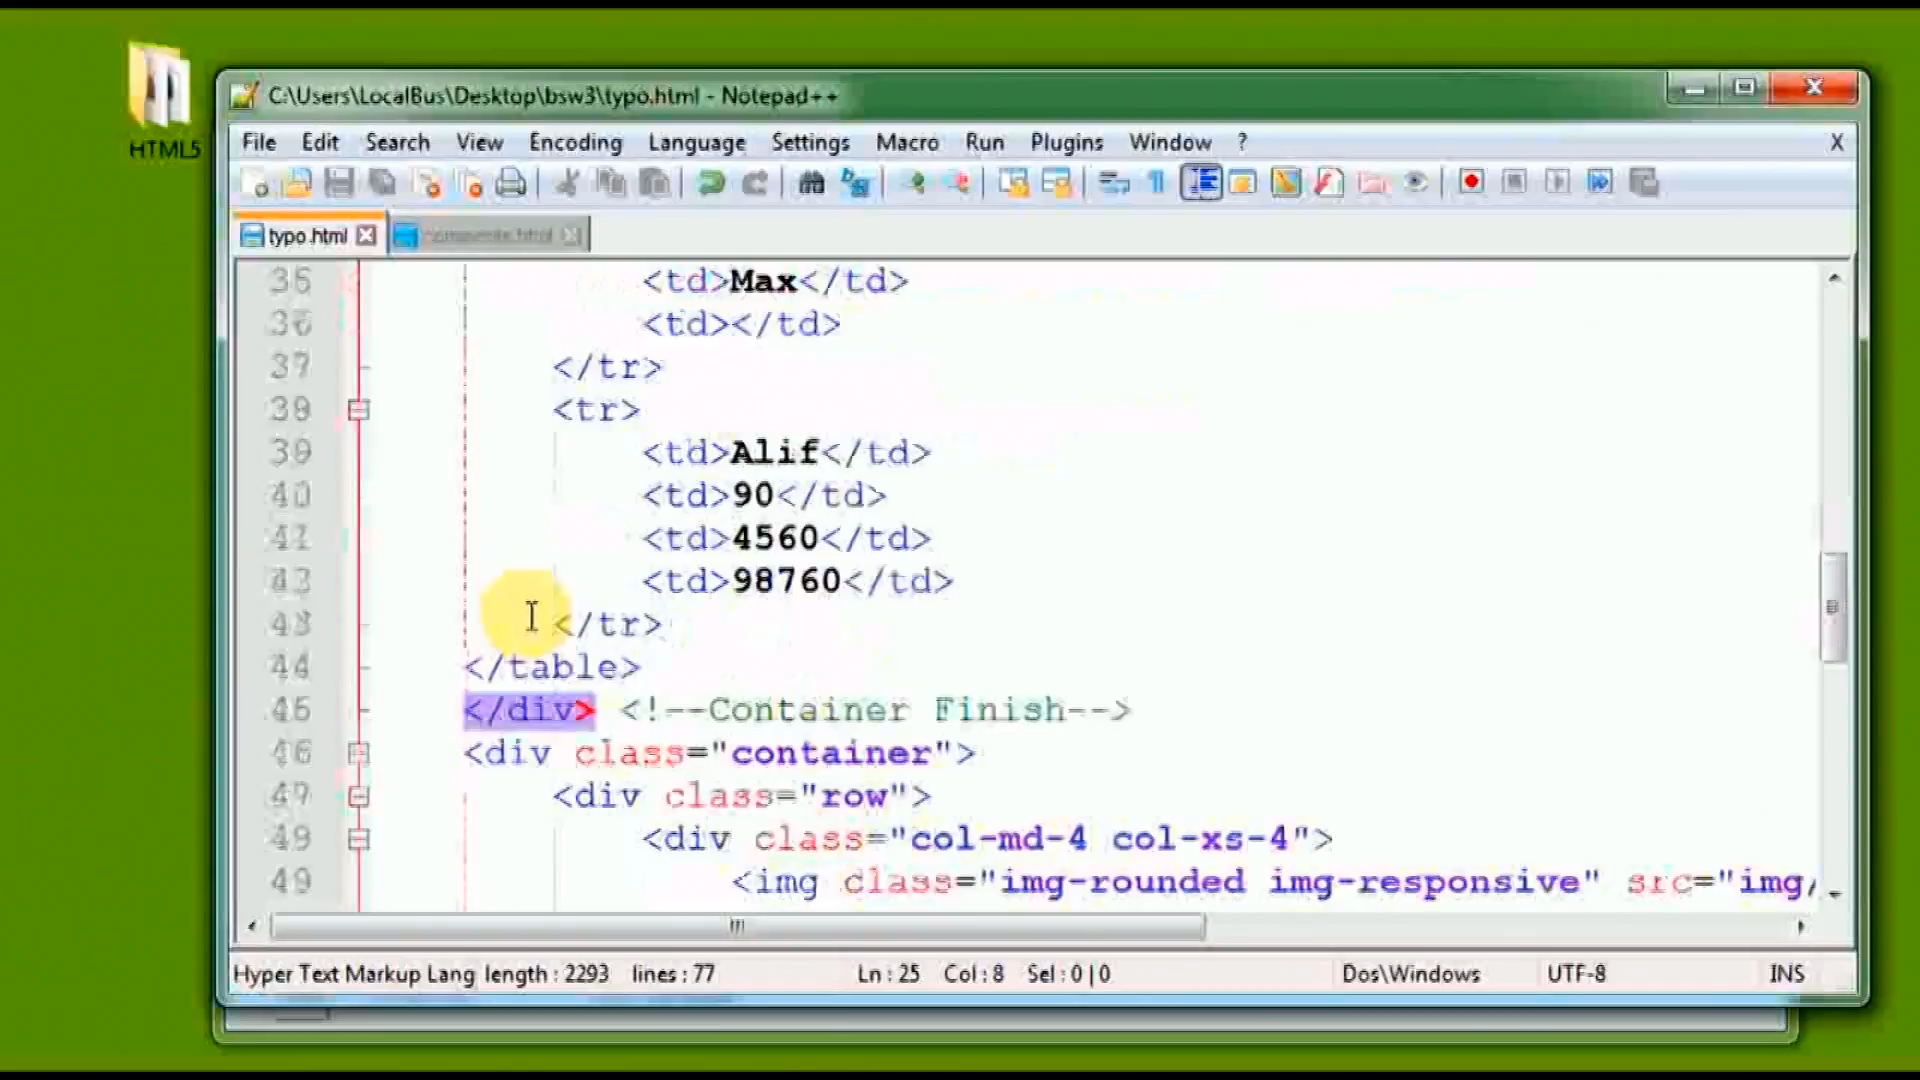 HTML5
C:\Users\LocalBus\Desktop\bsw3\typo.html - Notepad++
File Edit Search View Encoding Language Settings Macro Run Plugins Window ? X
typo.html
35 <td>Max</td>
36 <td></td>
37 </tr>
38 <tr>
39 <td>Alif</td>
40 <td>90</td>
41 <td>4560</td>
43 <td>98760</td>
43 </tr>
44 </table>
45 </div> <!--Container Finish-->
46 <div class="container">
47 <div class="row">
49 <div class="col-md-4 col-xs-4">
49 <img class="img-rounded img-responsive" src="img/
Hyper Text Markup Lang length : 2293 lines : 77 Ln : 25 Col : 8 Sel : 0 | 0 Dos\Windows UTF-8 INS